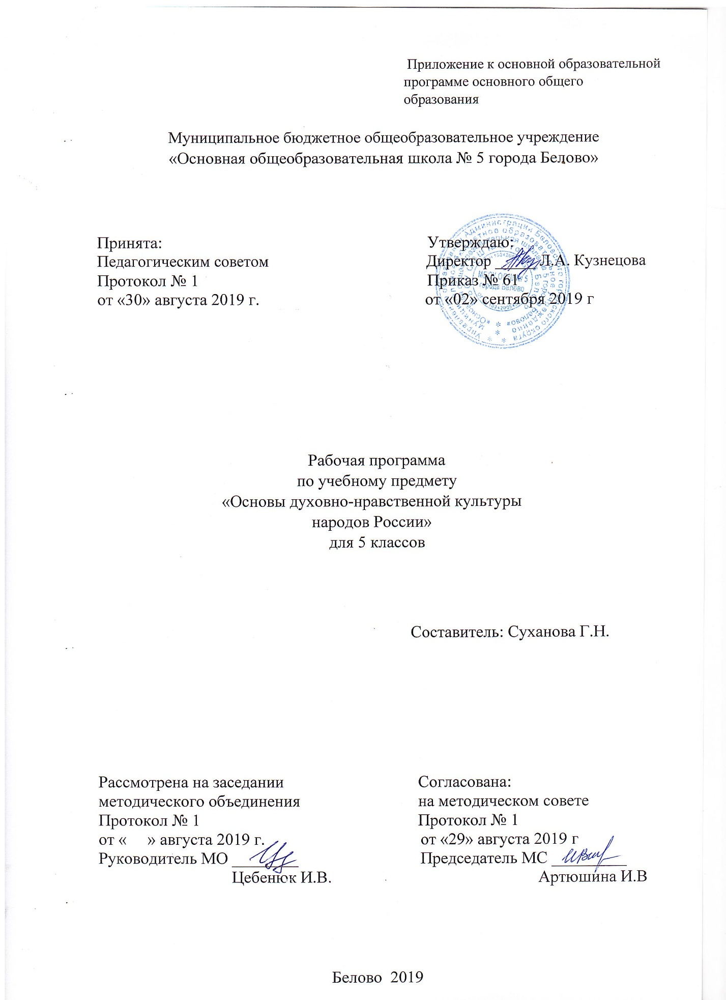 Приложение к основной образовательной
программе основного общего
образования
Муниципальное бюджетное общеобразовательное учреждение
«Основная общеобразовательная школа № 5 города Белово»
Принята:
Педагогическим советом
Протокол № 1
от «30» августа 2019 г.
Утверждаю:
Директор _____ Л.А. Кузнецова
Приказ № 61
от «02» сентября 2019 г
города Белово
Рабочая программа
по учебному предмету
«Основы духовно-нравственной культуры
народов России»
для 5 классов
Составитель: Суханова Г.Н.
Рассмотрена на заседании
методического объединения
Протокол № 1
от «     » августа 2019 г.
Руководитель МО ________
Цебенюк И.В.
Согласована:
на методическом совете
Протокол № 1
от «29» августа 2019 г
Председатель МС _________
Артюшина И.В
Белово  2019